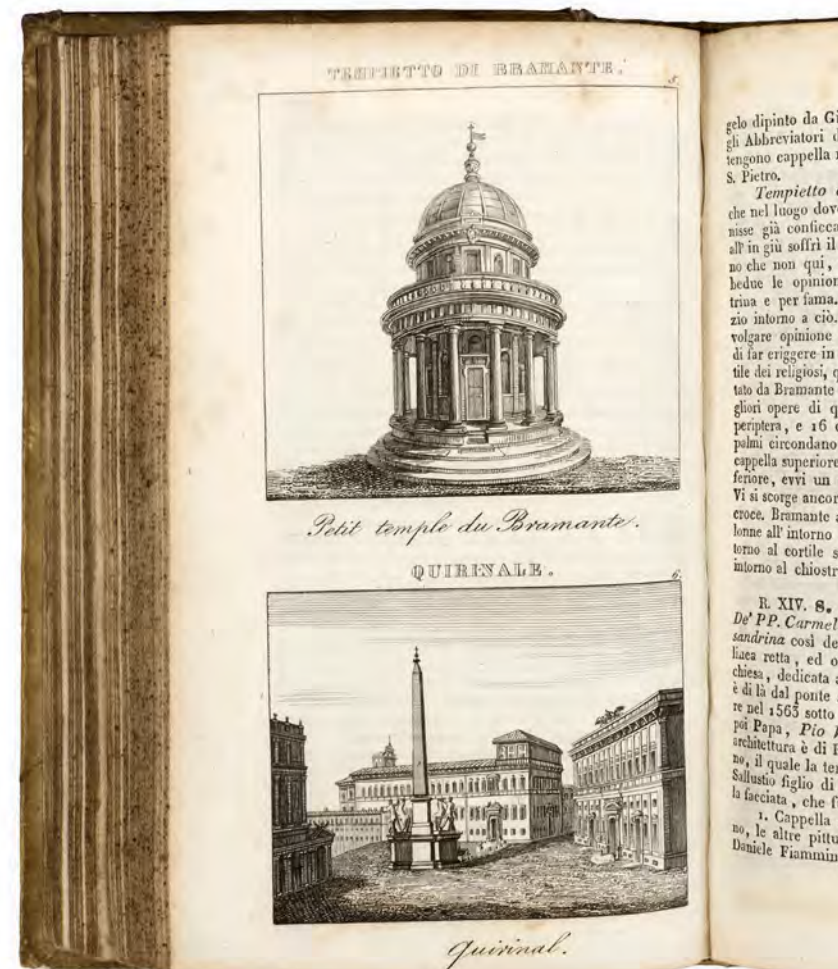 TEMPIETTO DI BRAMANTE.
5.
Petit temple du Bramante.
QUIRINALE.
6.
Quirinal.
gelo dipinto da Gi
gli Abbreviatori
tengono cappella
S. Pietro.
Tempietto
che nel luogo dov
nisse già conficca
all' in giù soffrì il
no che non qui,
bedue le opinion
trina e per fama.
zio intorno a ciò.
volgare opinione
di far eriggere in
tile dei religiosi, q
tato da Bramante
gliori opere di q
periptera, e 16
palmi circondano
cappella superiore
feriore, evvi un
Vi si scorge ancor
croce. Bramante a
lonne all' intorno
torno al cortile s
intorno al chiostr
R. XIV. S.
De' PP. Carmel
sandrina così de
linea retta, ed o
chiesa, dedicata a
è di là dal ponte
re nel 1563 sotto
poi Papa, Pio
architettura è di
no, il quale la ter
Sallustio figlio di
la facciata, che f
1. Cappella
no, le altre pittu
Daniele Fiammin